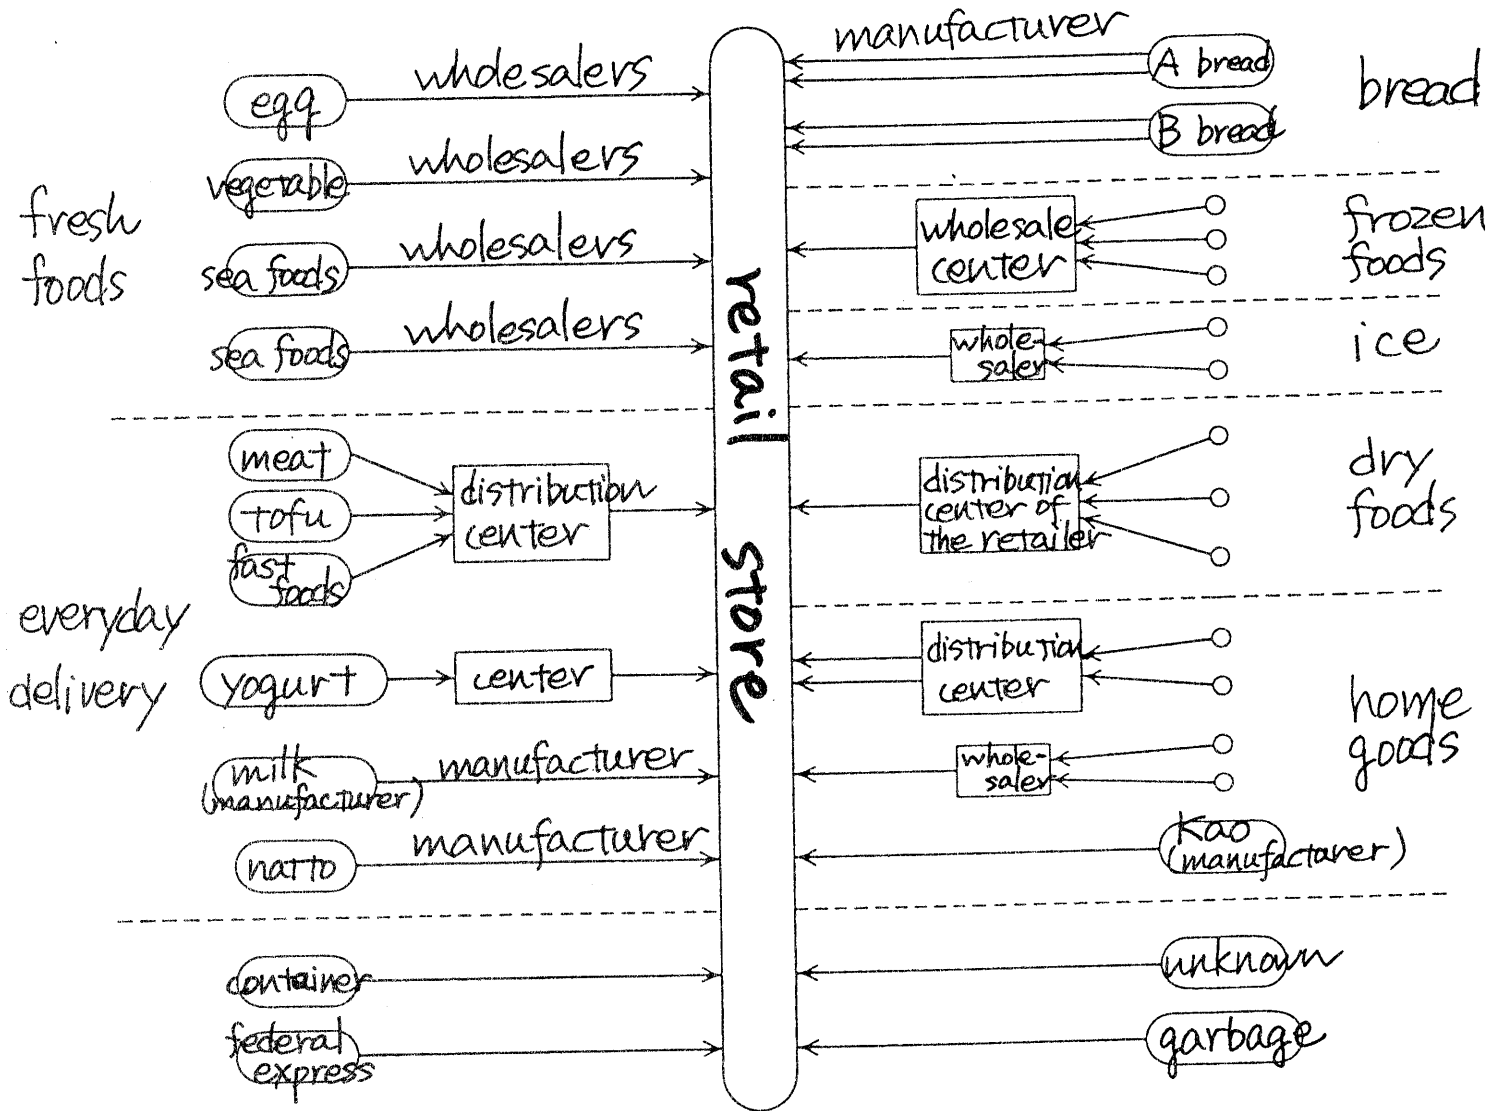 fresh
foods
egg
wholesalers
vegetable
wholesalers
sea foods
wholesalers
sea foods
wholesalers
everyday
delivery
meat
tofu
fast
foods
distribution
center
yogurt
center
milk
(manufacturer)
manufacturer
natto
manufacturer
container
federal
express
retail store
manufacturer
A bread
B bread
bread
wholesale
center
frozen
foods
whole-
saler
ice
distribution
center of
the retailer
dry
foods
distribution
center
whole-
saler
Kao
(manufacturer)
home
goods
unknown
garbage